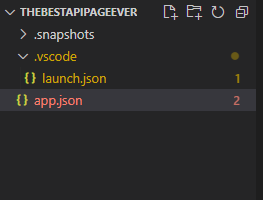 THEBESTAPIPAGEEVER
.snapshots
.vscode
{} launch.json 1
{} app.json 2